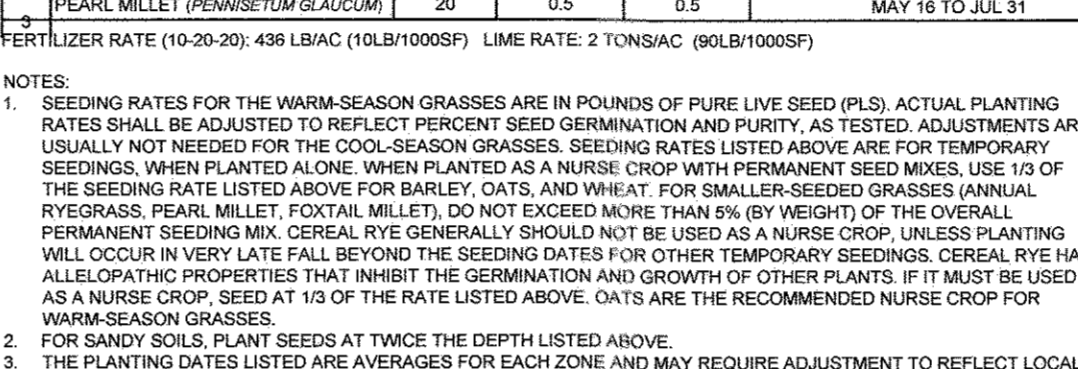 PEARL MILLET (PENNISETUM GLAUCUM) 20 0.5 0.5 MAY 16 TO JUL 31
3
FERTILIZER RATE (10-20-20): 436 LB/AC (10LB/1000SF) LIME RATE: 2 TONS/AC (90LB/1000SF)
NOTES:
1. SEEDING RATES FOR THE WARM-SEASON GRASSES ARE IN POUNDS OF PURE LIVE SEED (PLS). ACTUAL PLANTING
RATES SHALL BE ADJUSTED TO REFLECT PERCENT SEED GERMINATION AND PURITY, AS TESTED. ADJUSTMENTS AR
USUALLY NOT NEEDED FOR THE COOL-SEASON GRASSES. SEEDING RATES LISTED ABOVE ARE FOR TEMPORARY
SEEDINGS, WHEN PLANTED ALONE. WHEN PLANTED AS A NURSE CROP WITH PERMANENT SEED MIXES, USE 1/3 OF
THE SEEDING RATE LISTED ABOVE FOR BARLEY, OATS, AND WHEAT. FOR SMALLER-SEEDED GRASSES (ANNUAL
RYEGRASS, PEARL MILLET, FOXTAIL MILLET), DO NOT EXCEED MORE THAN 5% (BY WEIGHT) OF THE OVERALL
PERMANENT SEEDING MIX. CEREAL RYE GENERALLY SHOULD NOT BE USED AS A NURSE CROP, UNLESS PLANTING
WILL OCCUR IN VERY LATE FALL BEYOND THE SEEDING DATES FOR OTHER TEMPORARY SEEDINGS. CEREAL RYE HA
ALLELOPATHIC PROPERTIES THAT INHIBIT THE GERMINATION AND GROWTH OF OTHER PLANTS. IF IT MUST BE USED
AS A NURSE CROP, SEED AT 1/3 OF THE RATE LISTED ABOVE. OATS ARE THE RECOMMENDED NURSE CROP FOR
WARM-SEASON GRASSES.
2. FOR SANDY SOILS, PLANT SEEDS AT TWICE THE DEPTH LISTED ABOVE.
3. THE PLANTING DATES LISTED ARE AVERAGES FOR EACH ZONE AND MAY REQUIRE ADJUSTMENT TO REFLECT LOCAL